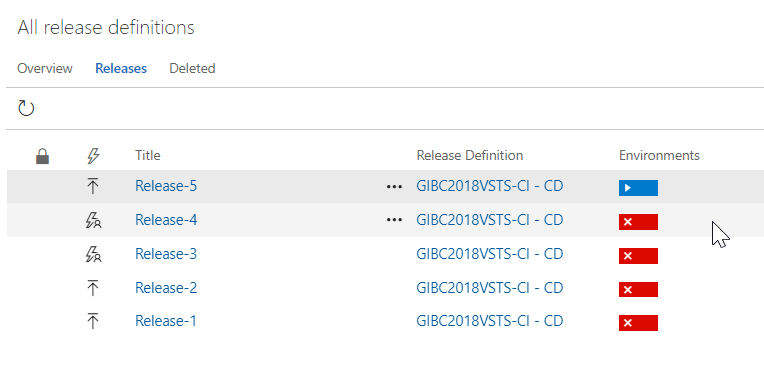 All release definitions
Overview Releases Deleted
Title Release Definition Environments
Release-5 ••• GIBC2018VSTS-CI - CD
Release-4 ••• GIBC2018VSTS-CI - CD
Release-3 GIBC2018VSTS-CI - CD
Release-2 GIBC2018VSTS-CI - CD
Release-1 GIBC2018VSTS-CI - CD